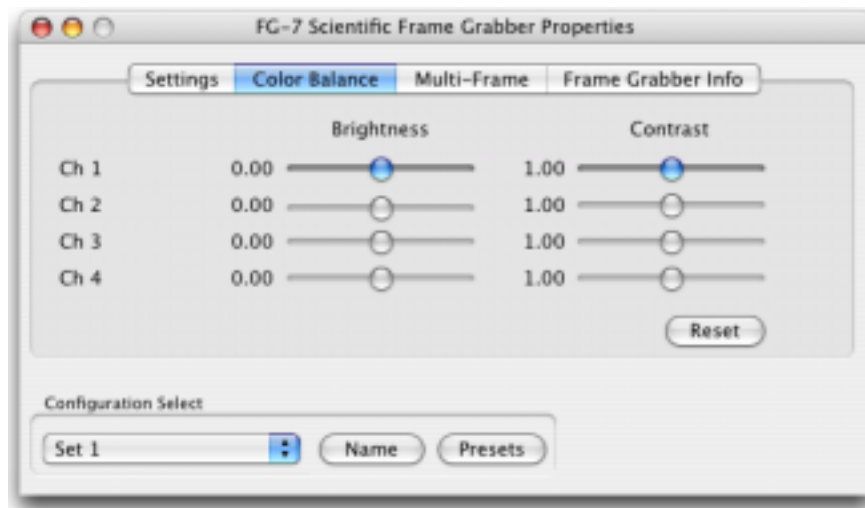 FG-7 Scientific Frame Grabber Properties
Settings Color Balance Multi-Frame Frame Grabber Info
Brightness Contrast
Ch 1 0.00 1.00
Ch 2 0.00 1.00
Ch 3 0.00 1.00
Ch 4 0.00 1.00
Reset
Configuration Select
Set 1 Name Presets